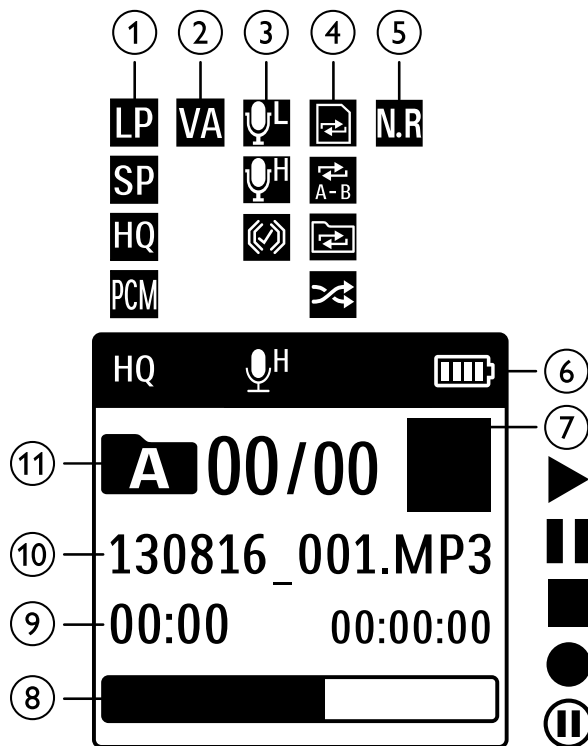 1 2 3 4 5
LP VA L N.R
SP H A-B
HQ
PCM
HQ H 6
7
11 A 00/00
10 130816_001.MP3
9 00:00 00:00:00
8